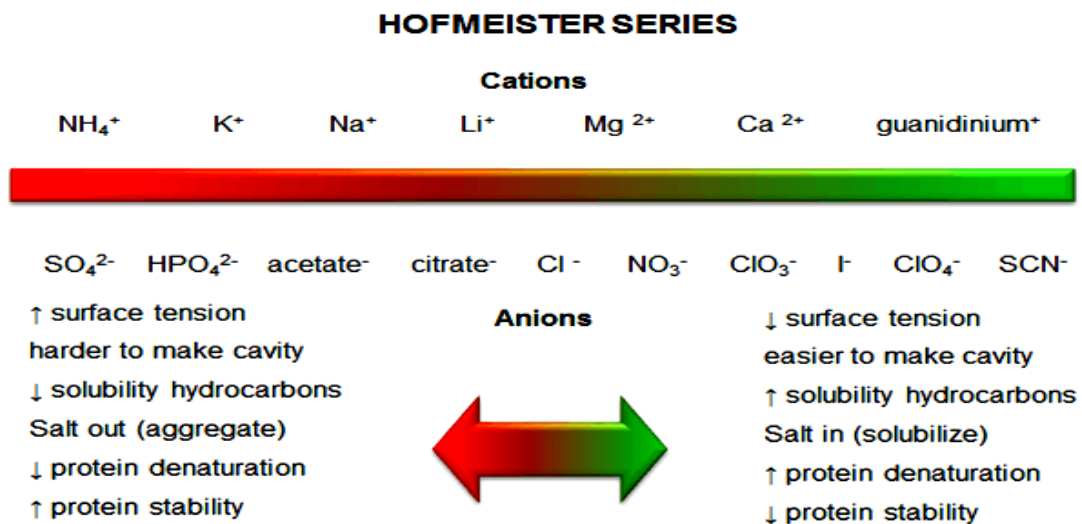 HOFMEISTER SERIES
Cations
NH₄⁺ K⁺ Na⁺ Li⁺ Mg ²⁺ Ca ²⁺ guanidinium⁺
SO₄²⁻ HPO₄²⁻ acetate⁻ citrate⁻ Cl ⁻ NO₃⁻ ClO₃⁻ I⁻ ClO₄⁻ SCN⁻
Anions
↑ surface tension
harder to make cavity
↓ solubility hydrocarbons
Salt out (aggregate)
↓ protein denaturation
↑ protein stability
↓ surface tension
easier to make cavity
↑ solubility hydrocarbons
Salt in (solubilize)
↑ protein denaturation
↓ protein stability